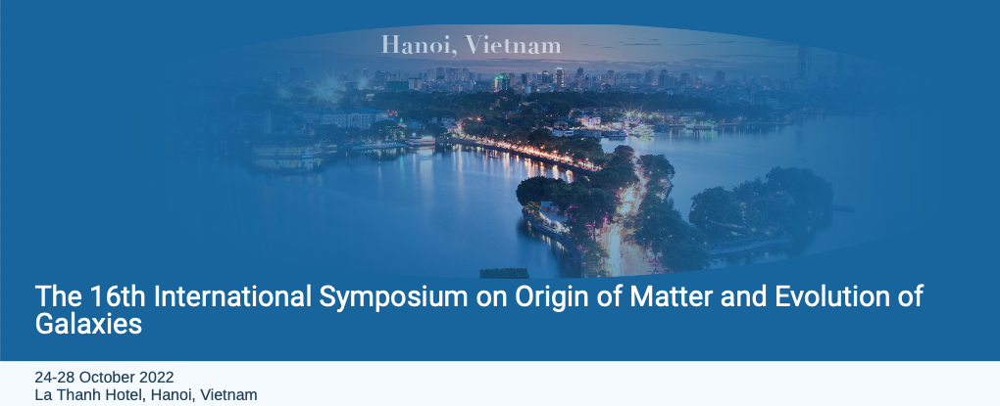 Hanoi, Vietnam
The 16th International Symposium on Origin of Matter and Evolution of
Galaxies
24-28 October 2022
La Thanh Hotel, Hanoi, Vietnam